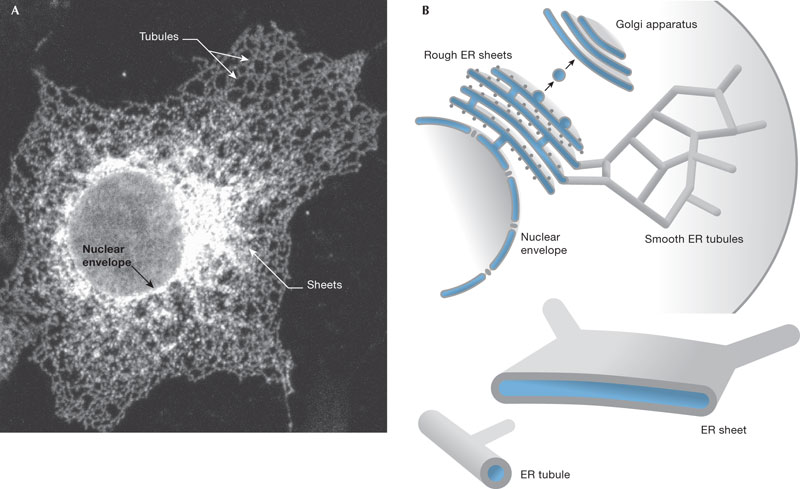 A
Tubules
Nuclear
envelope
Sheets
B
Golgi apparatus
Rough ER sheets
Nuclear
envelope
Smooth ER tubules
ER sheet
ER tubule